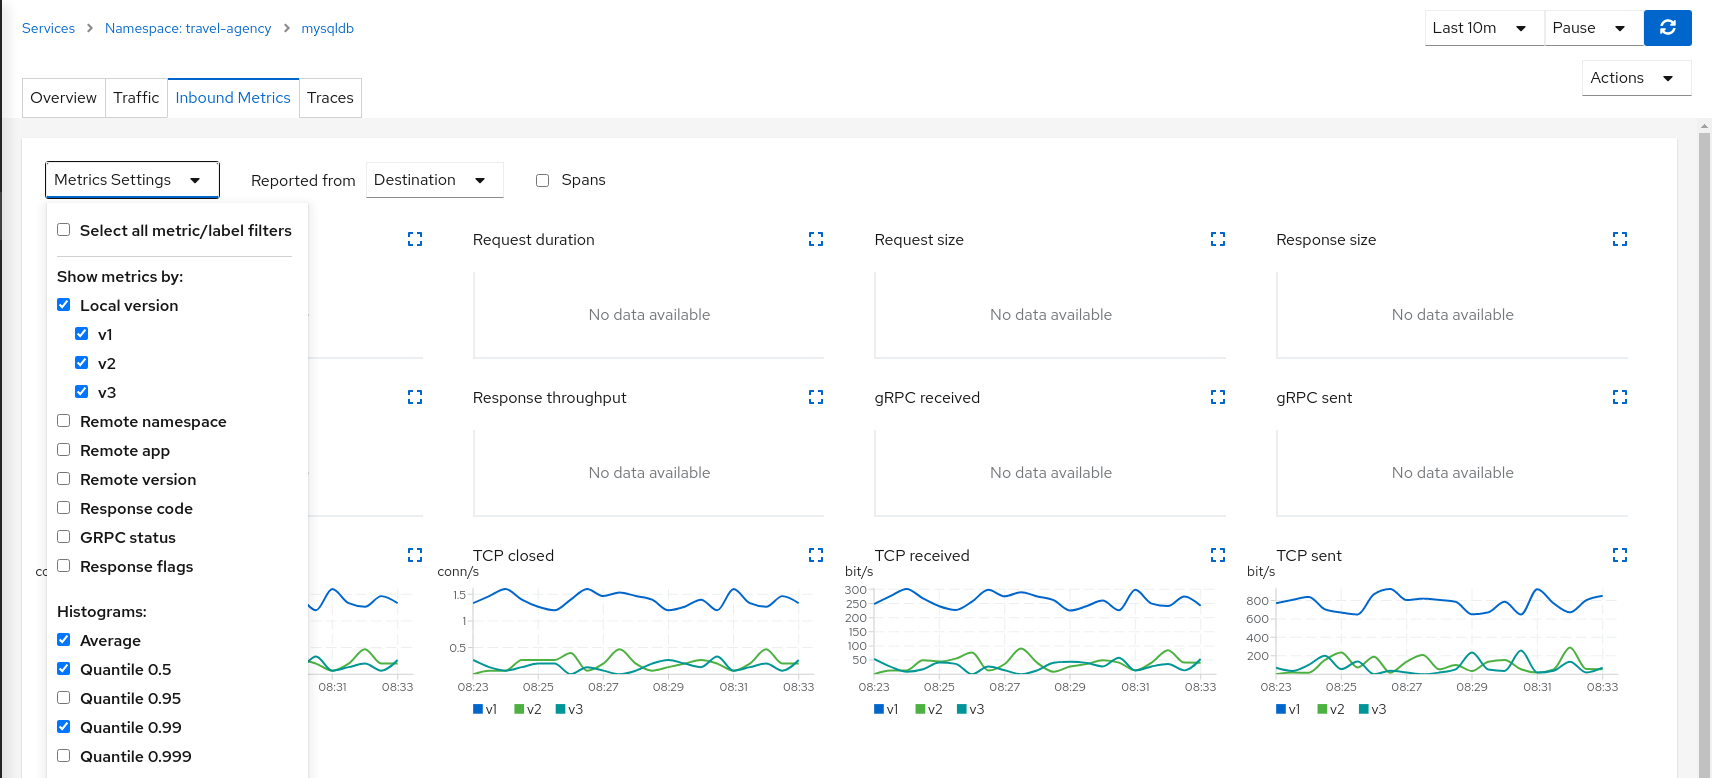 Services > Namespace: travel-agency > mysqldb
Last 10m Pause
Actions
Overview Traffic Inbound Metrics Traces
Metrics Settings Reported from Destination Spans
Select all metric/label filters
Show metrics by:
Local version
v1
v2
v3
Remote namespace
Remote app
Remote version
Response code
GRPC status
Response flags
Histograms:
Average
Quantile 0.5
Quantile 0.95
Quantile 0.99
Quantile 0.999
Request duration
No data available
Request size
No data available
Response size
No data available
Response throughput
No data available
gRPC received
No data available
gRPC sent
No data available
08:31 08:33
TCP closed
conn/s
1.5
1
0.5
08:23 08:25 08:27 08:29 08:31 08:33
v1 v2 v3
TCP received
bit/s
300
250
200
150
100
50
08:23 08:25 08:27 08:29 08:31 08:33
v1 v2 v3
TCP sent
bit/s
800
600
400
200
08:23 08:25 08:27 08:29 08:31 08:33
v1 v2 v3